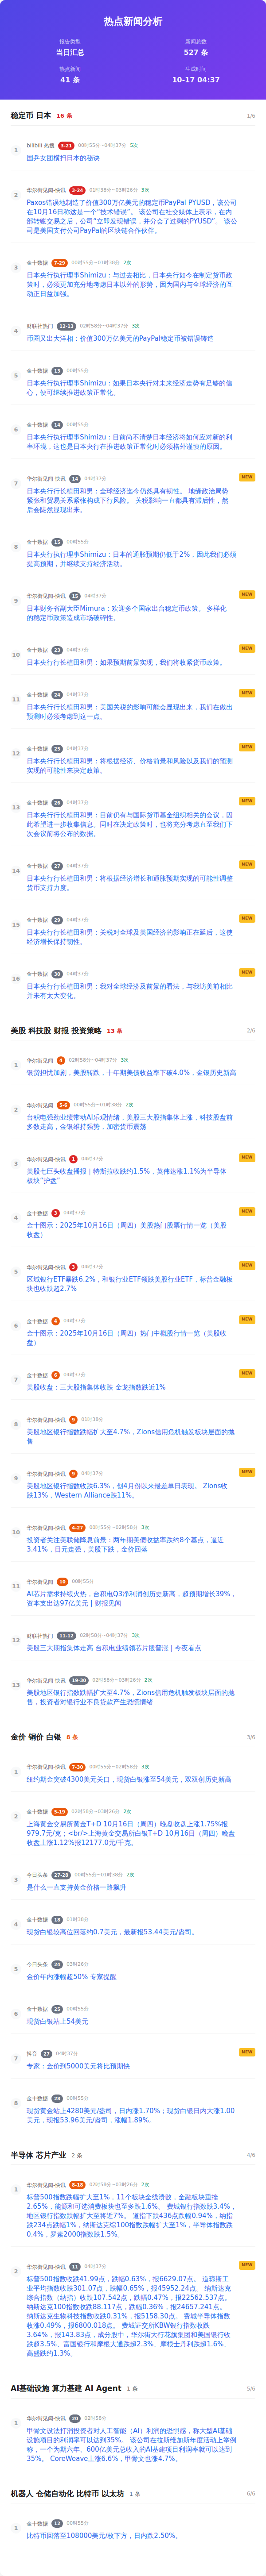 热点新闻分析
报告类型
新闻总数
当日汇总
527 条
热点新闻
生成时间
41 条
10-17 04:37
稳定币 日本 16 条 1/6
1
bilibili 热搜 3-21 00时55分~04时37分 5次
国乒女团横扫日本的秘诀
2
华尔街见闻-快讯 3-24 01时38分~03时26分 3次
Paxos错误地制造了价值300万亿美元的稳定币PayPal PYUSD，该公
司在10月16日称这是一个“技术错误”。 该公司在社交媒体上表示，在内
部转账交易之后，公司“立即发现错误，并分蒸了过剩的PYUSD”。 该公
司是美国支付公司PayPal的区块链合作伙伴。
3
金十数据 7-29 00时55分~01时38分 2次
日本央行执行理事Shimizu：与过去相比，日本央行如今在制定货币政
策时，必须更加充分地考虑日本以外的形势，因为国内与全球经济的互
动正日益加强。
4
财联社热门 12-13 02时58分~04时37分 3次
币圈又出大洋相：价值300万亿美元的PayPal稳定币被错误铸造
5
金十数据 13 00时55分
日本央行执行理事Shimizu：如果日本央行对未来经济走势有足够的信
心，便可继续推进政策正常化。
6
金十数据 14 00时55分
日本央行执行理事Shimizu：目前尚不清楚日本经济将如何应对新的利
率环境，这也是日本央行在推进政策正常化时必须格外谨慎的原因。
7
华尔街见闻-快讯 14 04时37分 NEW
日本央行行长植田和男：全球经济迄今仍然具有韧性。 地缘政治局势
紧张和贸易关系紧张构成下行风险。 关税影响一直都具有滞后性，然
后会陡然显现出来。
8
金十数据 15 00时55分
日本央行执行理事Shimizu：日本的通胀预期仍低于2%，因此我们必须
提高预期，并继续支持经济活动。
9
华尔街见闻-快讯 15 04时37分 NEW
日本财务省副大臣Mimura：欢迎多个国家出台稳定币政策。 多样化
的稳定币政策造成市场破碎性。
10
金十数据 23 04时37分 NEW
日本央行行长植田和男：如果预期前景实现，我们将收紧货币政策。
11
金十数据 24 04时37分 NEW
日本央行行长植田和男：美国关税的影响可能会显现出来，我们在做出
预测时必须考虑到这一点。
12
金十数据 25 04时37分 NEW
日本央行行长植田和男：将根据经济、价格前景和风险以及我们的预测
实现的可能性来决定政策。
13
金十数据 26 04时37分 NEW
日本央行行长植田和男：目前仍有与国际货币基金组织相关的会议，因
此希望进一步收集信息。同时在决定政策时，也将充分考虑直至我们下
次会议前将公布的数据。
14
金十数据 27 04时37分 NEW
日本央行行长植田和男：将根据经济增长和通胀预期实现的可能性调整
货币支持力度。
15
金十数据 29 04时37分 NEW
日本央行行长植田和男：关税对全球及美国经济的影响正在延后，这使
经济增长保持韧性。
16
金十数据 30 04时37分 NEW
日本央行行长植田和男：我对全球经济及前景的看法，与我访美前相比
并未有太大变化。
美股 科技股 财报 投资策略 13 条 2/6
1
华尔街见闻 4 02时58分~04时37分 3次
银贷担忧加剧，美股转跌，十年期美债收益率下破4.0%，金银历史新高
2
华尔街见闻 5-6 00时55分~01时38分 2次
台积电强劲业绩带动AI乐观情绪，美股三大股指集体上涨，科技股盘前
多数走高，金银维持强势，加密货币震荡
3
华尔街见闻-快讯 1 04时37分 NEW
美股七巨头收盘播报｜特斯拉收跌约1.5%，英伟达涨1.1%为半导体
板块“护盘”
4
金十数据 3 04时37分 NEW
金十图示：2025年10月16日（周四）美股热门股票行情一览（美股
收盘）
5
华尔街见闻-快讯 3 04时37分 NEW
区域银行ETF暴跌6.2%，和银行业ETF领跌美股行业ETF，标普金融板
块也收跌超2.7%
6
金十数据 4 04时37分 NEW
金十图示：2025年10月16日（周四）热门中概股行情一览（美股收
盘）
7
金十数据 6 04时37分 NEW
美股收盘：三大股指集体收跌 金龙指数跌近1%
8
华尔街见闻-快讯 9 02时38分
美股地区银行指数跌幅扩大至4.7%，Zions信用危机触发板块层面的抛
售
9
华尔街见闻-快讯 9 04时37分 NEW
美股地区银行指数收跌6.3%，创4月份以来最差单日表现。 Zions收
跌13%，Western Alliance跌11%。
10
华尔街见闻-快讯 4-27 00时55分~02时58分 3次
投资者关注美联储降息前景：两年期美债收益率跌约8个基点，逼近
3.41%，日元走强，美股下跌，金价回落
11
华尔街见闻 10 00时55分
AI芯片需求持续火热，台积电Q3净利润创历史新高，超预期增长39%，
资本支出达97亿美元 | 财报见闻
12
财联社热门 11-12 02时58分~04时37分 3次
美股三大期指集体走高 台积电业绩领芯片股普涨 | 今夜看点
13
华尔街见闻-快讯 19-30 02时58分~03时26分 2次
美股地区银行指数跌幅扩大至4.7%，Zions信用危机触发板块层面的抛
售，投资者对银行业不良贷款产生恐慌情绪
金价 铜价 白银 8 条 3/6
1
华尔街见闻-快讯 7-30 00时55分~02时58分 3次
纽约期金突破4300美元关口，现货白银涨至54美元，双双创历史新高
2
金十数据 5-10 02时58分~03时26分 2次
上海黄金交易所黄金T+D 10月16日（周四）晚盘收盘上涨1.75%报
979.7元/克；<br/>上海黄金交易所白银T+D 10月16日（周四）晚盘收
盘上涨1.12%报12177.0元/千克。
3
今日头条 27-28 00时55分~01时38分 2次
是什么一直支持黄金价格一路飙升
4
金十数据 18 01时38分
现货白银较高位回落约0.7美元，最新报53.44美元/盎司。
5
今日头条 24 03时26分
金价年内涨幅超50% 专家提醒
6
金十数据 25 00时55分
现货白银站上54美元
7
抖音 27 04时37分 NEW
专家：金价到5000美元将比预期快
8
金十数据 28 00时55分
现货黄金站上4280美元/盎司，日内涨1.70%；现货白银日内大涨1.00
美元，现报53.96美元/盎司，涨幅1.89%。
半导体 芯片产业 2 条 4/6
1
华尔街见闻-快讯 8-18 02时58分~03时26分 2次
标普500指数跌幅扩大至1%，11个板块全线溃败，金融板块重挫
2.65%，能源和可选消费板块也至多跌1.6%。 费城银行指数跌3.4%，
地区银行指数跌幅扩大至将近7%。 道指下跌436点跌幅0.94%，纳指
跌234点跌幅1%，纳斯达克100指数跌幅扩大至1%，半导体指数跌
0.4%，罗素2000指数跌1.5%。
2
华尔街见闻-快讯 11 04时37分 NEW
标普500指数收跌41.99点，跌幅0.63%，报6629.07点。 道琼斯工
业平均指数收跌301.07点，跌幅0.65%，报45952.24点。 纳斯达克
综合指数（纳指）收跌107.542点，跌幅0.47%，报22562.537点。
纳斯达克100指数收跌88.117点，跌幅0.36%，报24657.241点。
纳斯达克生物科技指数收跌0.31%，报5158.30点。 费城半导体指数
收涨0.49%，报6800.018点。 费城证交所KBW银行指数收跌
3.64%，报143.83点，成分股中，华尔街大行花旗集团和美国银行收
跌超3.5%、富国银行和摩根大通跌超2.3%、摩根士丹利跌超1.6%、
高盛跌约1.3%。
AI基础设施 算力基建 AI Agent 1 条 5/6
1
华尔街见闻-快讯 20 02时58分
甲骨文设法打消投资者对人工智能（AI）利润的恐惧感，称大型AI基础
设施项目的利润率可以达到35%。 该公司在拉斯维加斯年度活动上举例
称，一个为期六年、600亿美元总收入的AI基建项目利润率就可以达到
35%。 CoreWeave上涨6.6%，甲骨文也涨4.7%。
机器人 仓储自动化 比特币 以太坊 1 条 6/6
1
金十数据 12 00时55分
比特币回落至108000美元/枚下方，日内跌2.50%。